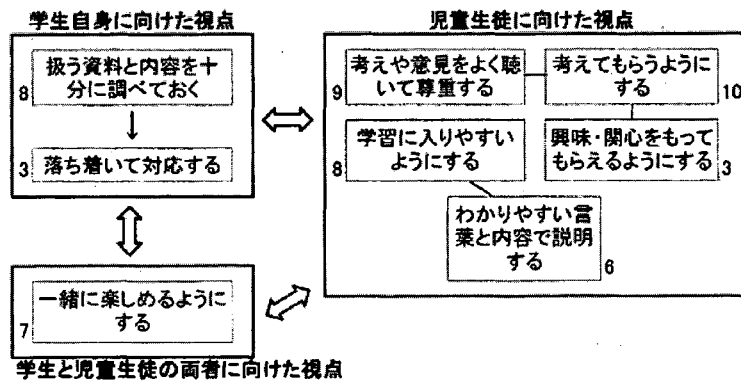 学生自身に向けた視点
扱う資料と内容を十
分に調べておく
8
落ち着いて対応する
3
児童生徒に向けた視点
考えや意見をよく聴
いて尊重する
9
考えてもらうように
する
10
学習に入りやすい
ようにする
8
興味・関心をもって
もらえるようにする
3
わかりやすい言
葉と内容で説明
する
6
一緒に楽しめるように
する
7
学生と児童生徒の両者に向けた視点